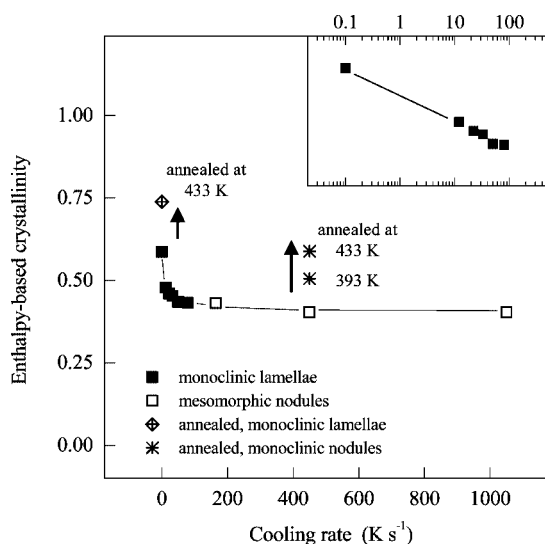 0.1 1 10 100
1.00
0.75
0.50
0.25
0.00
Enthalpy-based crystallinity
annealed at
433 K
annealed at
433 K
393 K
monoclinic lamellae
mesomorphic nodules
annealed, monoclinic lamellae
annealed, monoclinic nodules
0 200 400 600 800 1000
Cooling rate (K s⁻¹)